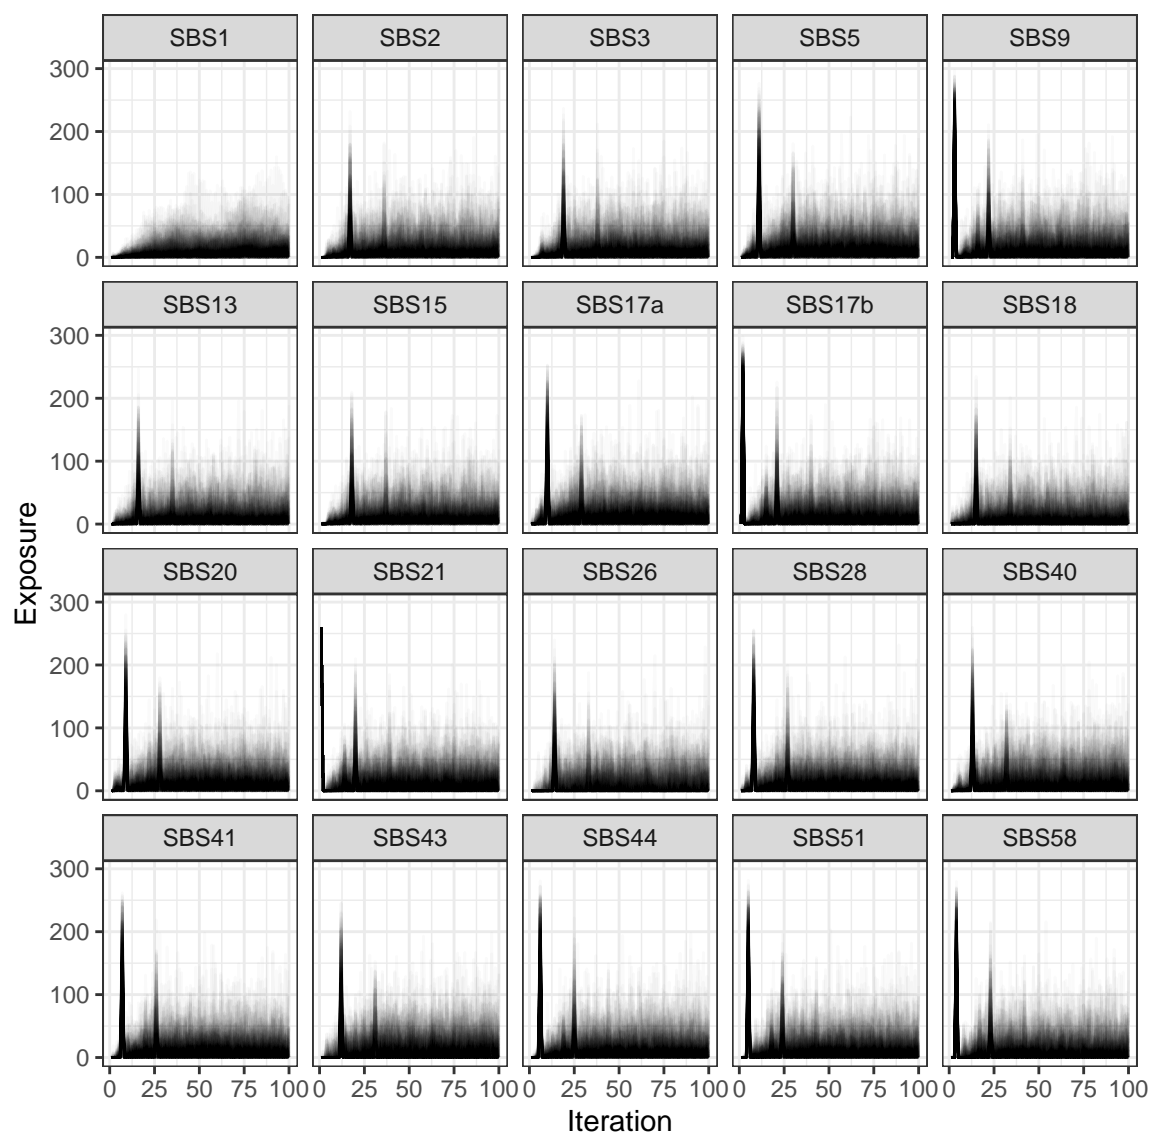 SBS1 SBS2 SBS3 SBS5 SBS9
300
200
100
0
SBS13 SBS15 SBS17a SBS17b SBS18
300
200
100
0
Exposure
SBS20 SBS21 SBS26 SBS28 SBS40
300
200
100
0
SBS41 SBS43 SBS44 SBS51 SBS58
300
200
100
0
0 25 50 75 100 0 25 50 75 100 0 25 50 75 100 0 25 50 75 100 0 25 50 75 100
Iteration